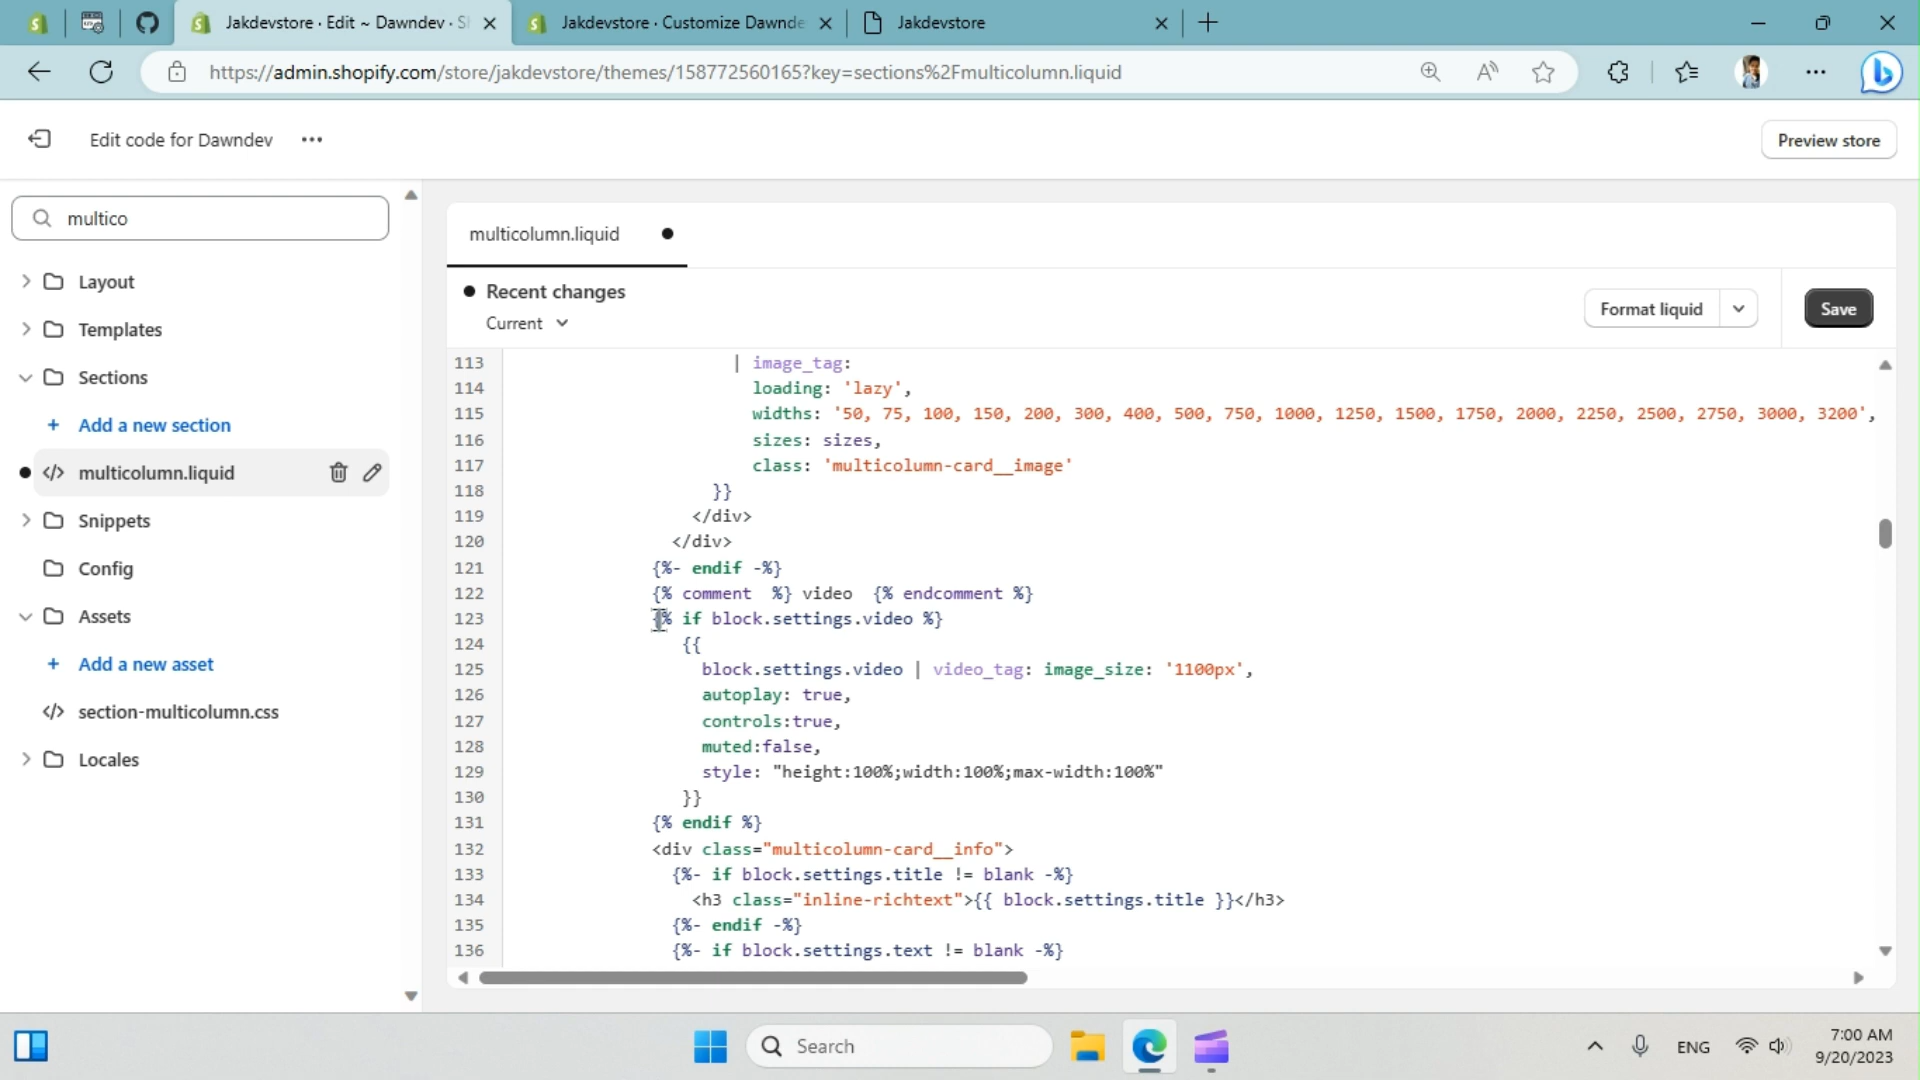 Jakdevstore · Edit ~ Dawndev · S
Jakdevstore · Customize Dawnde
Jakdevstore
https://admin.shopify.com/store/jakdevstore/themes/158772560165?key=sections%2Fmulticolumn.liquid
Edit code for Dawndev
Preview store
multico
Layout
Templates
Sections
+ Add a new section
</> multicolumn.liquid
Snippets
Config
Assets
+ Add a new asset
</> section-multicolumn.css
Locales
multicolumn.liquid
Recent changes
Current
Format liquid
Save
113 | image_tag:
114 loading: 'lazy',
115 widths: '50, 75, 100, 150, 200, 300, 400, 500, 750, 1000, 1250, 1500, 1750, 2000, 2250, 2500, 2750, 3000, 3200',
116 sizes: sizes,
117 class: 'multicolumn-card__image'
118 }}
119 </div>
120 </div>
121 {%- endif -%}
122 {% comment  %} video  {% endcomment %}
123 {% if block.settings.video %}
124 {{
125 block.settings.video | video_tag: image_size: '1100px',
126 autoplay: true,
127 controls:true,
128 muted:false,
129 style: "height:100%;width:100%;max-width:100%"
130 }}
131 {% endif %}
132 <div class="multicolumn-card__info">
133 {%- if block.settings.title != blank -%}
134 <h3 class="inline-richtext">{{ block.settings.title }}</h3>
135 {%- endif -%}
136 {%- if block.settings.text != blank -%}
Search
ENG
7:00 AM
9/20/2023